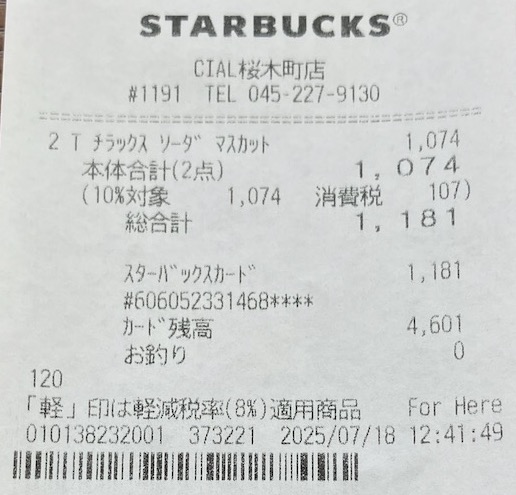 STARBUCKS®
CIAL桜木町店
#1191 TEL 045-227-9130
2 T チラックス ソーダ マスカット 1,074
本体合計(2点) 1,074
(10%対象 1,074 消費税 107)
総合計 1,181
スターバックスカード 1,181
#606052331468****
カード残高 4,601
お釣り 0
120
「軽」印は軽減税率(8%)適用商品 For Here
010138232001 373221 2025/07/18 12:41:49